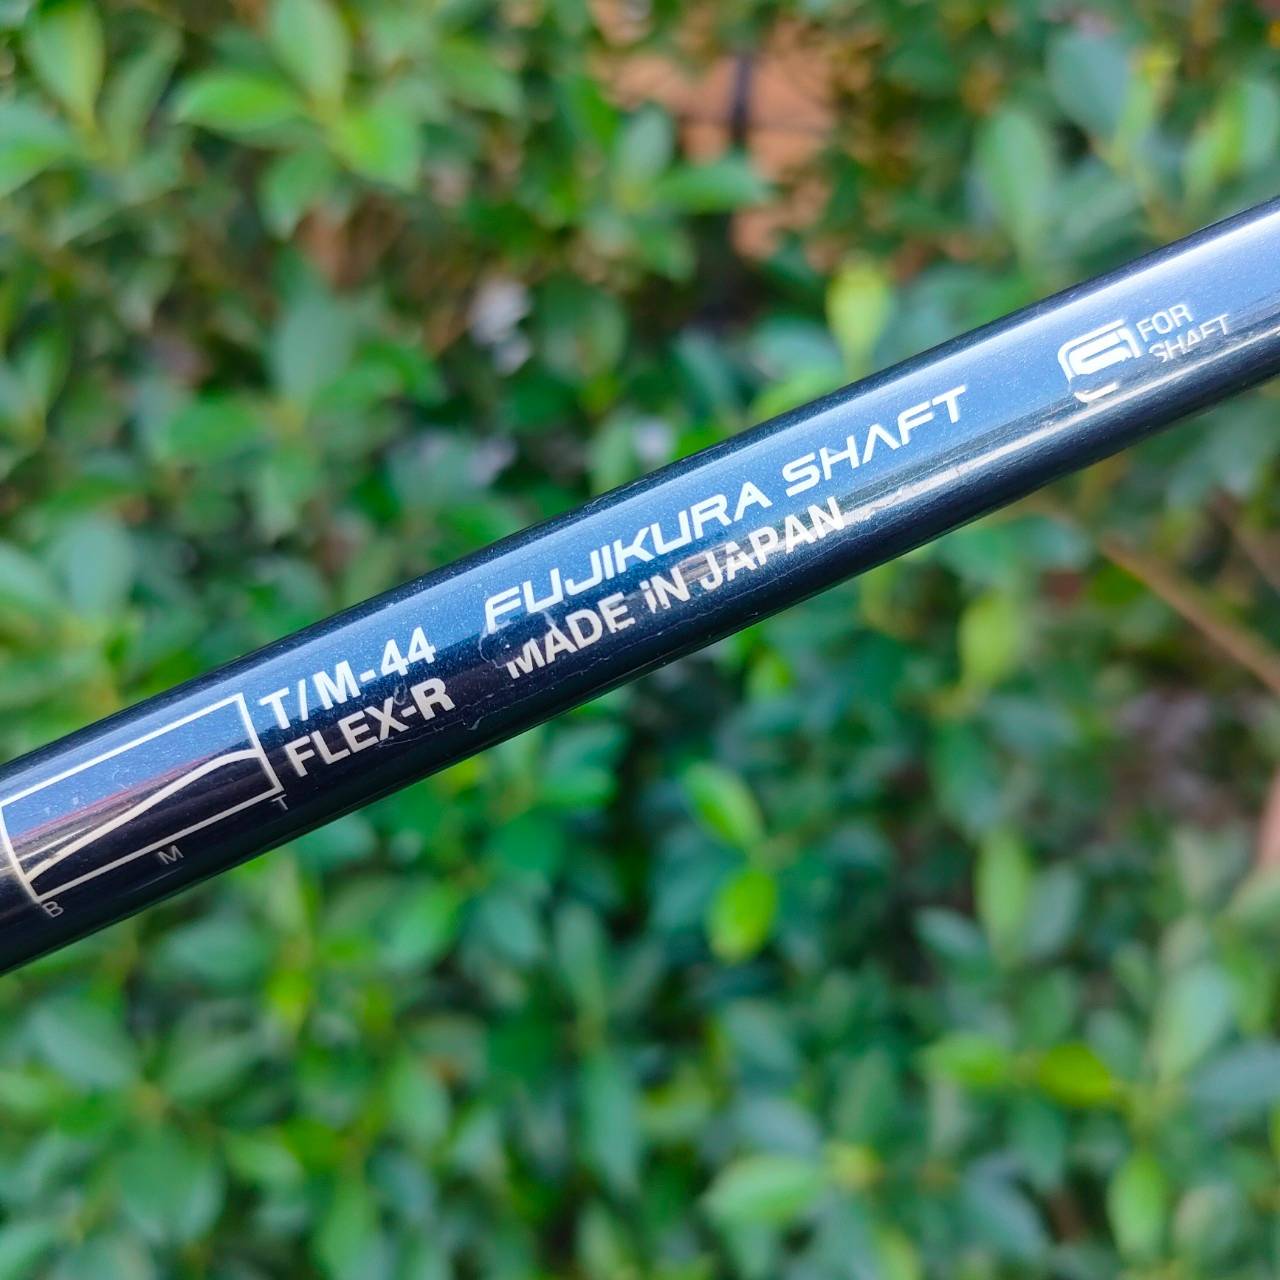 T/M-44
FLEX-R
FUJIKURA SHAFT
MADE iN JAPAN
FOR
SHAFT
B
M
T